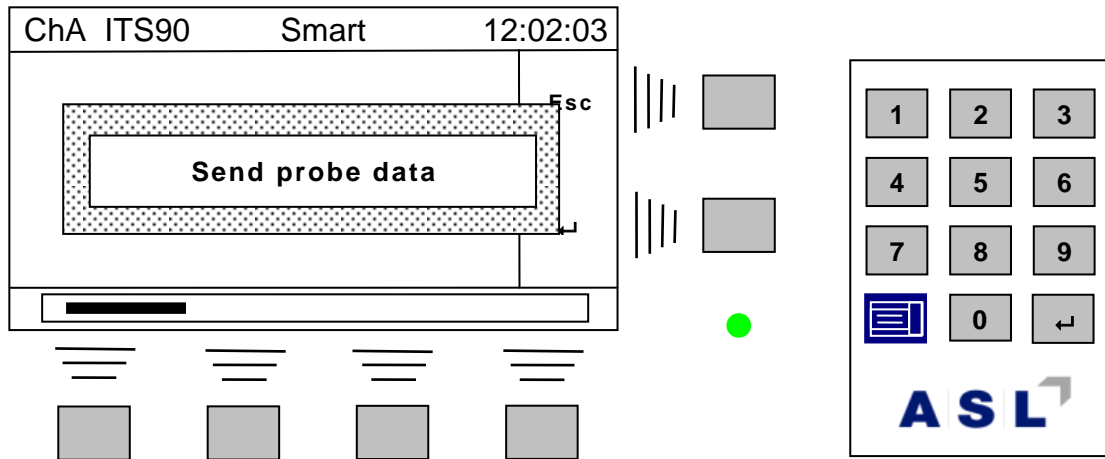 ChA ITS90 Smart 12:02:03
Esc
Send probe data
↵
1 2 3
4 5 6
7 8 9
0 ↵
ASL